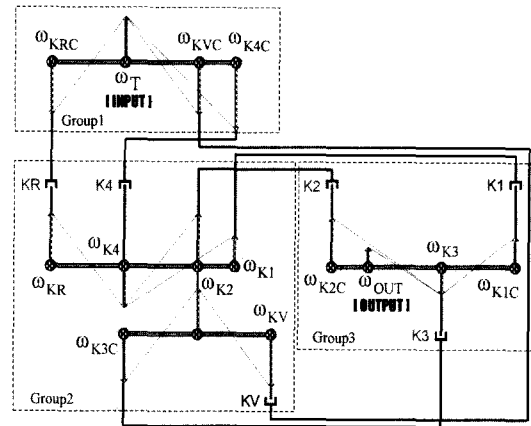 ωKRC ωKVC ωK4C
ωT
[INPUT]
Group1
KR K4 K2 K1
ωK4 ωK3
ωKR ωK2 ωK1 ωK2C ωOUT ωK1C
[OUTPUT]
ωK3C ωKV
K3
Group3
Group2
KV